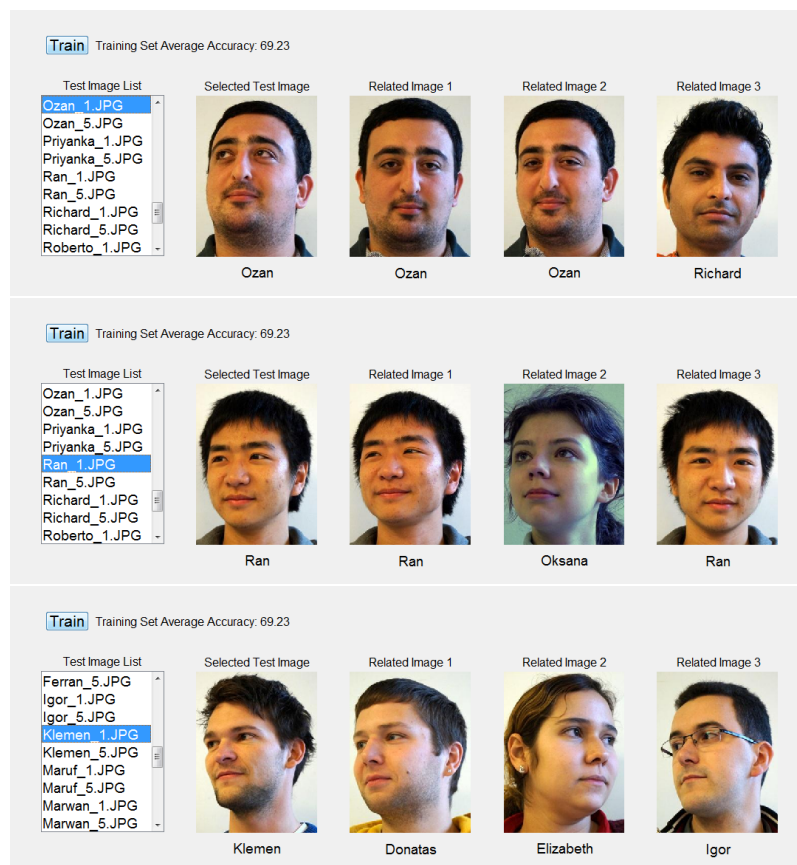 Train Training Set Average Accuracy: 69.23
Test Image List Selected Test Image Related Image 1 Related Image 2 Related Image 3
Ozan_1.JPG
Ozan_5.JPG
Priyanka_1.JPG
Priyanka_5.JPG
Ran_1.JPG
Ran_5.JPG
Richard_1.JPG
Richard_5.JPG
Roberto_1.JPG
Ozan Ozan Ozan Richard
Train Training Set Average Accuracy: 69.23
Test Image List Selected Test Image Related Image 1 Related Image 2 Related Image 3
Ozan_1.JPG
Ozan_5.JPG
Priyanka_1.JPG
Priyanka_5.JPG
Ran_1.JPG
Ran_5.JPG
Richard_1.JPG
Richard_5.JPG
Roberto_1.JPG
Ran Ran Oksana Ran
Train Training Set Average Accuracy: 69.23
Test Image List Selected Test Image Related Image 1 Related Image 2 Related Image 3
Ferran_5.JPG
Igor_1.JPG
Igor_5.JPG
Klemen_1.JPG
Klemen_5.JPG
Maruf_1.JPG
Maruf_5.JPG
Marwan_1.JPG
Marwan_5.JPG
Klemen Donatas Elizabeth Igor